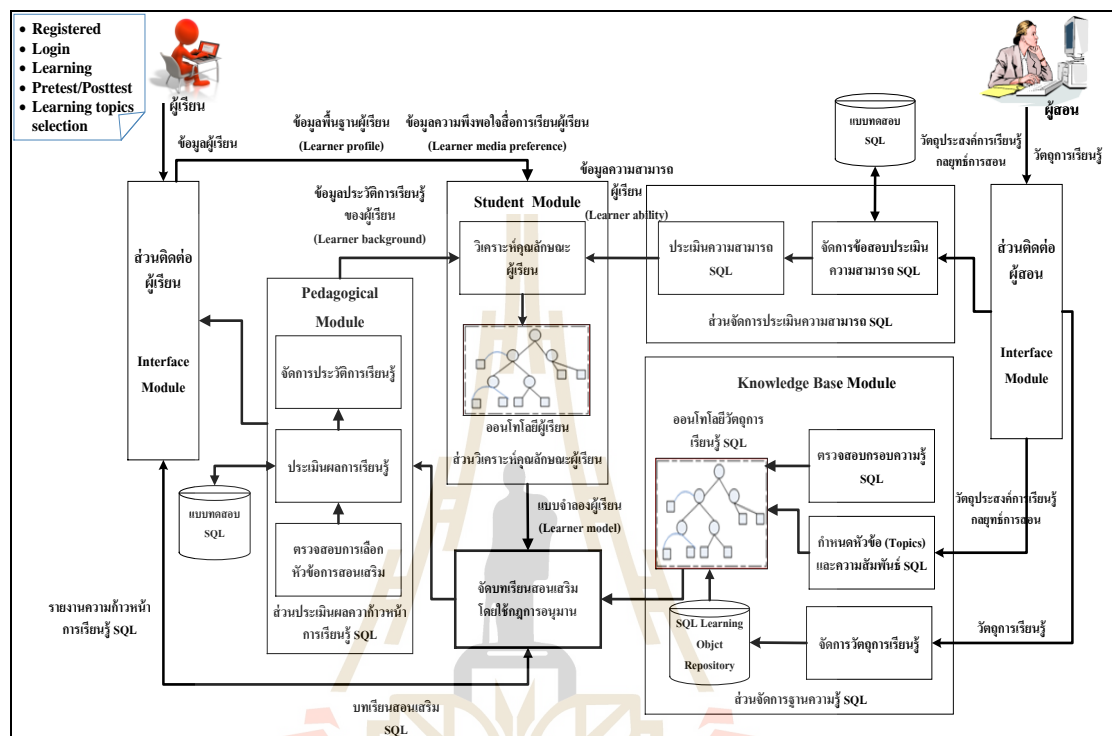 • Registered
• Login
• Learning
• Pretest/Posttest
• Learning topics
selection
ผู้เรียน
ผู้สอน
ข้อมูลผู้เรียน
ข้อมูลพื้นฐานผู้เรียน
(Learner profile)
ข้อมูลความพึงพอใจสื่อการเรียนผู้เรียน
(Learner media preference)
แบบทดสอบ
SQL
วัตถุประสงค์การเรียนรู้
กลยุทธ์การสอน
วัตถุการเรียนรู้
ข้อมูลประวัติการเรียนรู้
ของผู้เรียน
(Learner background)
ข้อมูลความสามารถ
ผู้เรียน
(Learner ability)
Student Module
วิเคราะห์คุณลักษณะ
ผู้เรียน
ออนโทโลยีผู้เรียน
ส่วนวิเคราะห์คุณลักษณะผู้เรียน
ประเมินความสามารถ
SQL
จัดการข้อสอบประเมิน
ความสามารถ SQL
ส่วนจัดการประเมินความสามารถ SQL
ส่วนติดต่อ
ผู้เรียน
Interface
Module
ส่วนติดต่อ
ผู้สอน
Interface
Module
Pedagogical
Module
จัดการประวัติการเรียนรู้
ประเมินผลการเรียนรู้
ตรวจสอบการเลือก
หัวข้อการสอนเสริม
ส่วนประเมินผลความก้าวหน้า
การเรียนรู้ SQL
แบบทดสอบ
SQL
Knowledge Base Module
ออนโทโลยีวัตถุการ
เรียนรู้ SQL
ตรวจสอบกรอบความรู้
SQL
กำหนดหัวข้อ (Topics)
และความสัมพันธ์ SQL
วัตถุประสงค์การเรียนรู้
กลยุทธ์การสอน
แบบจำลองผู้เรียน
(Learner model)
จัดบทเรียนสอนเสริม
โดยใช้กฎการอนุมาน
SQL Learning
Objct
Repository
จัดการวัตถุการเรียนรู้
วัตถุการเรียนรู้
ส่วนจัดการฐานความรู้ SQL
รายงานความก้าวหน้า
การเรียนรู้ SQL
บทเรียนสอนเสริม
SQL